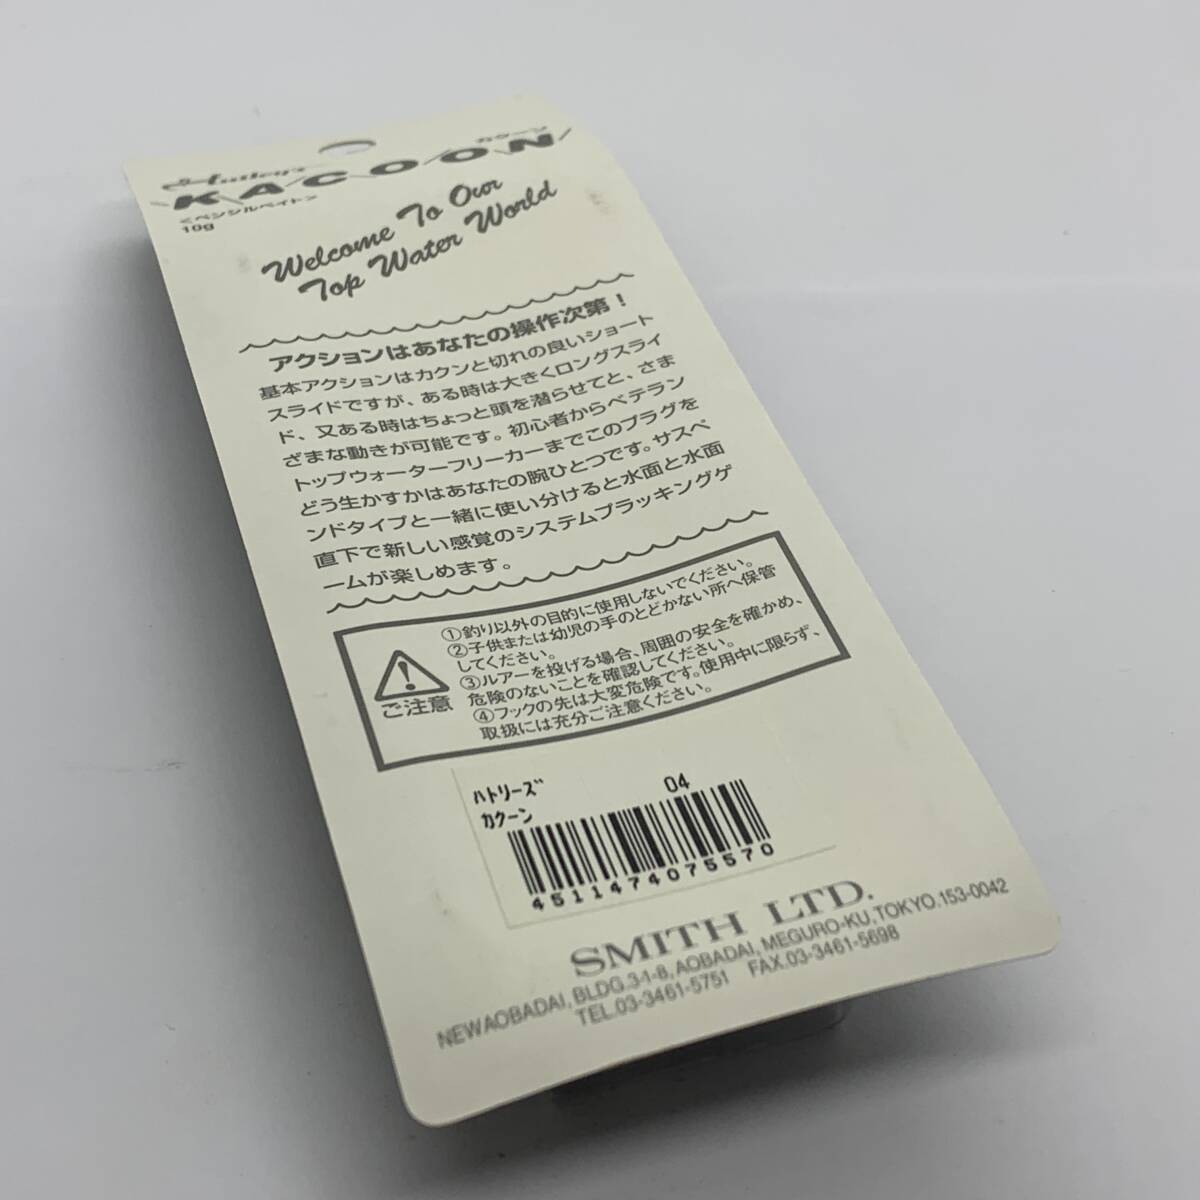 Hatley's
カクーン
KACOON
<ペンシルベイト>
10g
Welcome To Our
Top Water World
アクションはあなたの操作次第！
基本アクションはカクンと切れの良いショート
スライドですが、ある時は大きくロングスライ
ド、又ある時はちょっと頭を潜らせてと、さま
ざまな動きが可能です。初心者からベテラン
トップウォーターフリーカーまでこのプラグを
どう生かすかはあなたの腕ひとつです。サスペ
ンドタイプと一緒に使い分けると水面と水面
直下で新しい感覚のシステムプラッキングゲ
ームが楽しめます。
ご注意
①釣り以外の目的に使用しないでください。
②子供または幼児の手のとどかない所へ保管
してください。
③ルアーを投げる場合、周囲の安全を確かめ、
危険のないことを確認してください。
④フックの先は大変危険です。使用中に限らず、
取扱には充分ご注意ください。
ﾊﾄﾘｰｽﾞ 04
ｶｸｰﾝ
4511474075570
SMITH LTD.
NEWAOBADAI,BLDG.3-1-8,AOBADAI,MEGURO-KU,TOKYO.153-0042
TEL.03-3461-5751 FAX.03-3461-5698